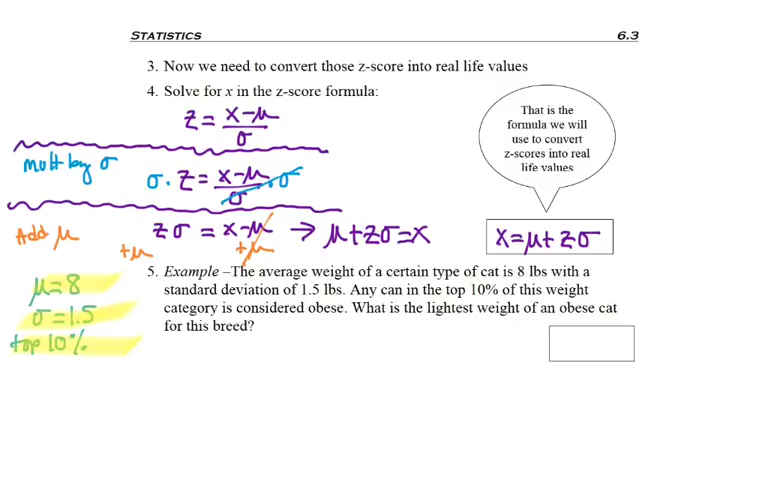 STATISTICS 6.3
3. Now we need to convert those z-score into real life values
4. Solve for x in the z-score formula:
z = x-μ / σ
That is the
formula we will
use to convert
z-scores into real
life values
mult by σ
σ · z = x-μ / σ · σ
Add μ
zσ = x-μ → μ+zσ=x
+μ +μ
x=μ+zσ
5. Example –The average weight of a certain type of cat is 8 lbs with a
standard deviation of 1.5 lbs. Any can in the top 10% of this weight
category is considered obese. What is the lightest weight of an obese cat
for this breed?
μ=8
σ=1.5
top 10%